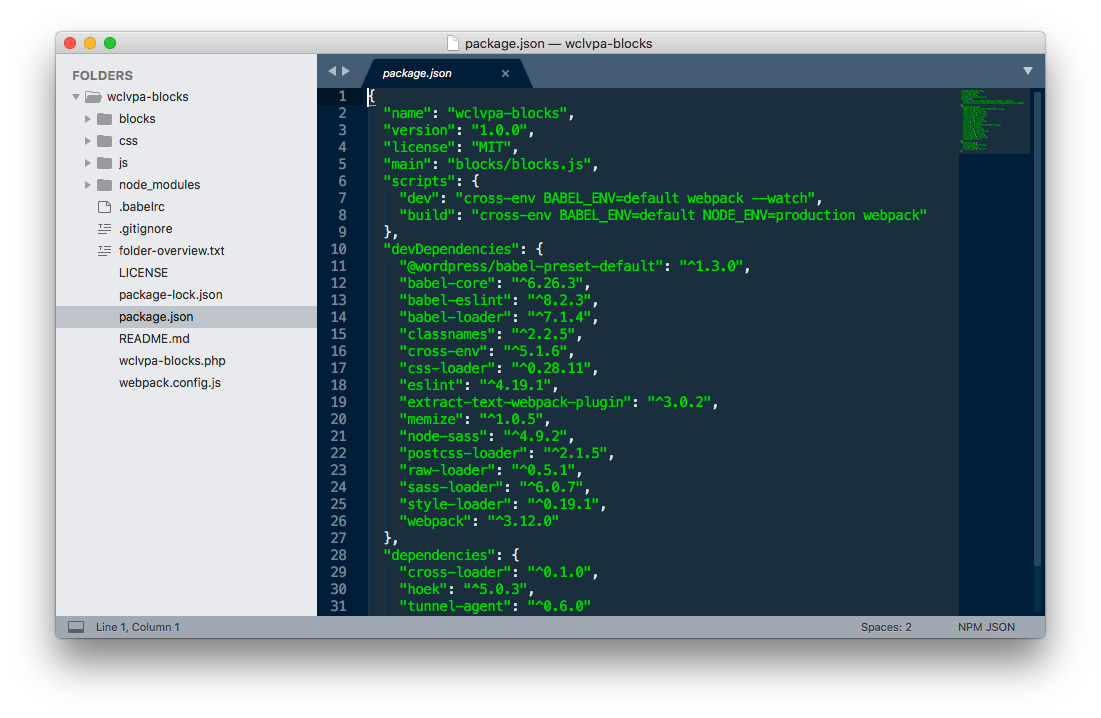 package.json — wclvpa-blocks
FOLDERS
wclvpa-blocks
blocks
css
js
node_modules
.babelrc
.gitignore
folder-overview.txt
LICENSE
package-lock.json
package.json
README.md
wclvpa-blocks.php
webpack.config.js
package.json ×
1 {
2 "name": "wclvpa-blocks",
3 "version": "1.0.0",
4 "license": "MIT",
5 "main": "blocks/blocks.js",
6 "scripts": {
7 "dev": "cross-env BABEL_ENV=default webpack --watch",
8 "build": "cross-env BABEL_ENV=default NODE_ENV=production webpack"
9 },
10 "devDependencies": {
11 "@wordpress/babel-preset-default": "^1.3.0",
12 "babel-core": "^6.26.3",
13 "babel-eslint": "^8.2.3",
14 "babel-loader": "^7.1.4",
15 "classnames": "^2.2.5",
16 "cross-env": "^5.1.6",
17 "css-loader": "^0.28.11",
18 "eslint": "^4.19.1",
19 "extract-text-webpack-plugin": "^3.0.2",
20 "memize": "^1.0.5",
21 "node-sass": "^4.9.2",
22 "postcss-loader": "^2.1.5",
23 "raw-loader": "^0.5.1",
24 "sass-loader": "^6.0.7",
25 "style-loader": "^0.19.1",
26 "webpack": "^3.12.0"
27 },
28 "dependencies": {
29 "cross-loader": "^0.1.0",
30 "hoek": "^5.0.3",
31 "tunnel-agent": "^0.6.0"
Line 1, Column 1
Spaces: 2
NPM JSON